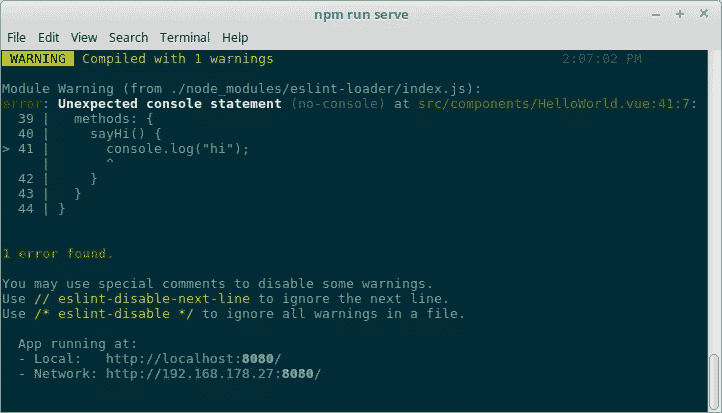 npm run serve
File Edit View Search Terminal Help
WARNING Compiled with 1 warnings 2:07:02 PM
Module Warning (from ./node_modules/eslint-loader/index.js):
error: Unexpected console statement (no-console) at src/components/HelloWorld.vue:41:7:
39 | methods: {
40 | sayHi() {
> 41 | console.log("hi");
| ^
42 | }
43 | }
44 | }
1 error found.
You may use special comments to disable some warnings.
Use // eslint-disable-next-line to ignore the next line.
Use /* eslint-disable */ to ignore all warnings in a file.
App running at:
- Local: http://localhost:8080/
- Network: http://192.168.178.27:8080/